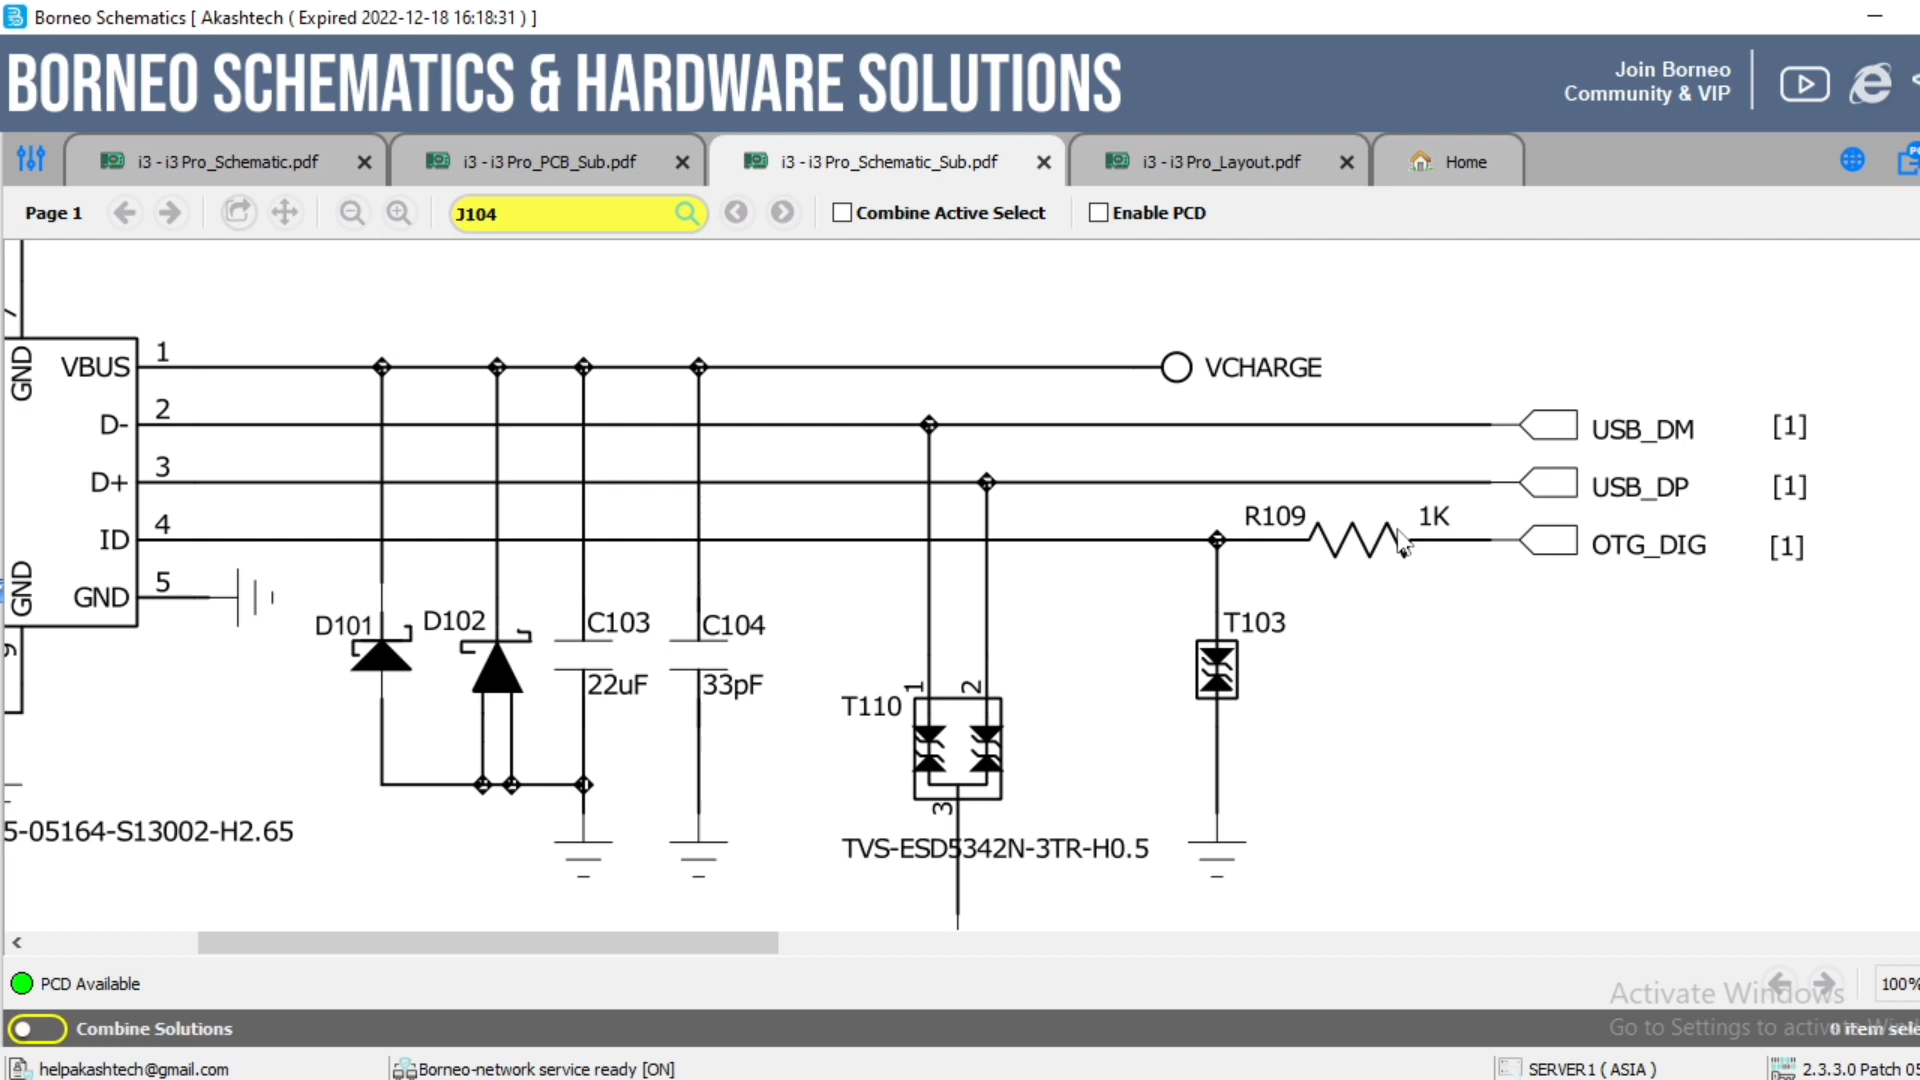 Borneo Schematics [ Akashtech ( Expired 2022-12-18 16:18:31 ) ]
BORNEO SCHEMATICS & HARDWARE SOLUTIONS
Join Borneo
Community & VIP
i3 - i3 Pro_Schematic.pdf
i3 - i3 Pro_PCB_Sub.pdf
i3 - i3 Pro_Schematic_Sub.pdf
i3 - i3 Pro_Layout.pdf
Home
Page 1
J104
Combine Active Select
Enable PCD
GND
VBUS 1
VCHARGE
D- 2
USB_DM [1]
D+ 3
USB_DP [1]
R109 1K
ID 4
OTG_DIG [1]
GND
GND 5
9
D101
D102
C103
C104
T103
22uF
33pF
T110
1
2
3
5-05164-S13002-H2.65
TVS-ESD5342N-3TR-H0.5
PCD Available
100%
Activate Windows
Combine Solutions
Go to Settings to
helpakashtech@gmail.com
Borneo-network service ready [ON]
SERVER1 ( ASIA )
2.3.3.0 Patch